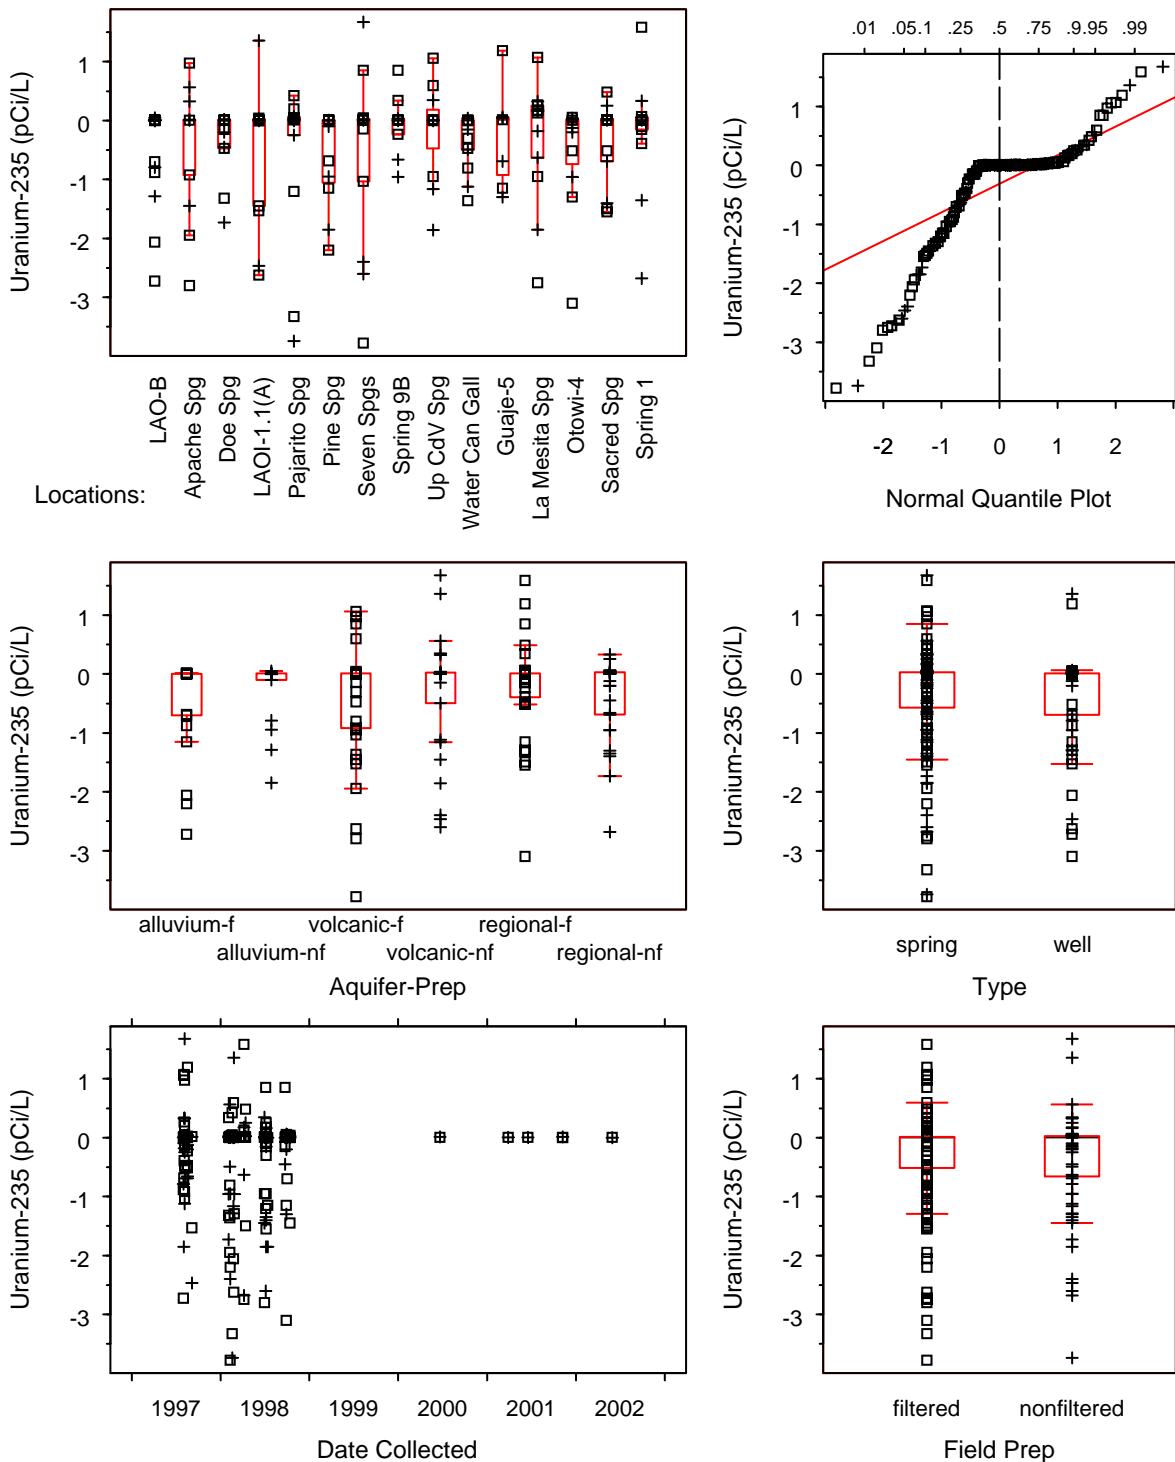 Uranium-235 (pCi/L)
1
0
-1
-2
-3
LAO-B
Apache Spg
Doe Spg
LAOI-1.1(A)
Pajarito Spg
Pine Spg
Seven Spgs
Spring 9B
Up CdV Spg
Water Can Gall
Guaje-5
La Mesita Spg
Otowi-4
Sacred Spg
Spring 1
Locations:
.01 .05 .1 .25 .5 .75 .9 .95 .99
Uranium-235 (pCi/L)
1
0
-1
-2
-3
-2 -1 0 1 2
Normal Quantile Plot
Uranium-235 (pCi/L)
1
0
-1
-2
-3
alluvium-f volcanic-f regional-f
alluvium-nf volcanic-nf regional-nf
Aquifer-Prep
Uranium-235 (pCi/L)
1
0
-1
-2
-3
spring well
Type
Uranium-235 (pCi/L)
1
0
-1
-2
-3
1997 1998 1999 2000 2001 2002
Date Collected
Uranium-235 (pCi/L)
1
0
-1
-2
-3
filtered nonfiltered
Field Prep